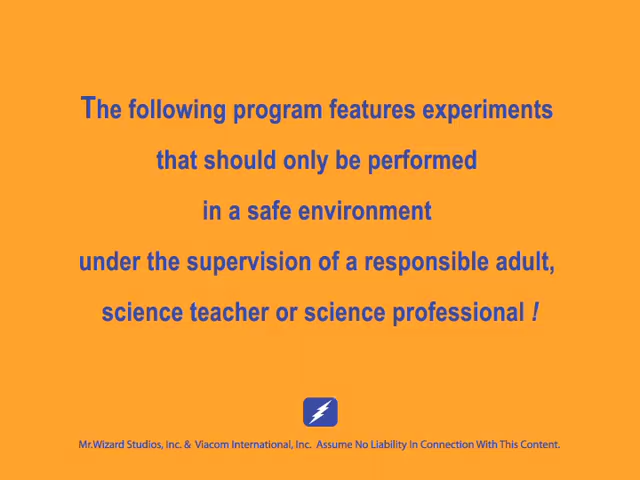 The following program features experiments
that should only be performed
in a safe environment
under the supervision of a responsible adult,
science teacher or science professional !
Mr.Wizard Studios, Inc. & Viacom International, Inc. Assume No Liability In Connection With This Content.